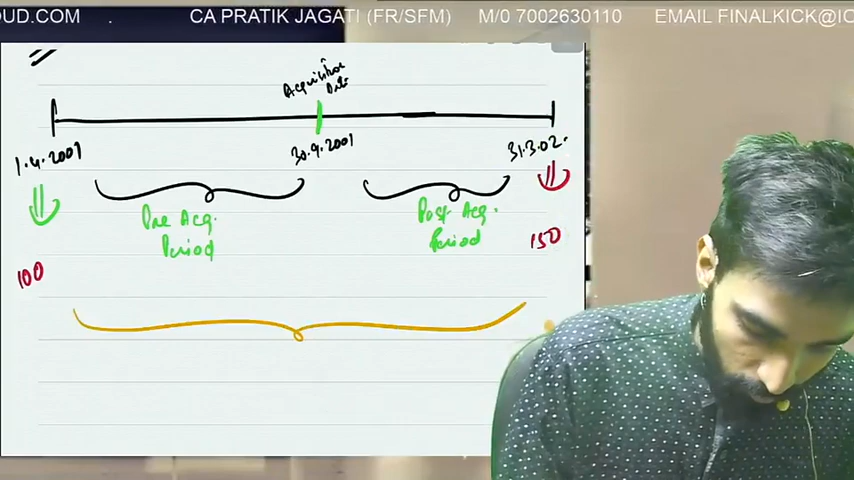 OUD.COM . CA PRATIK JAGATI (FR/SFM) M/0 7002630110 EMAIL FINALKICK@IC
Acquisition
Date
1.4.2001
30.9.2001
31.3.02.
Pre Acq.
Period
Post Acq.
Period
100
150